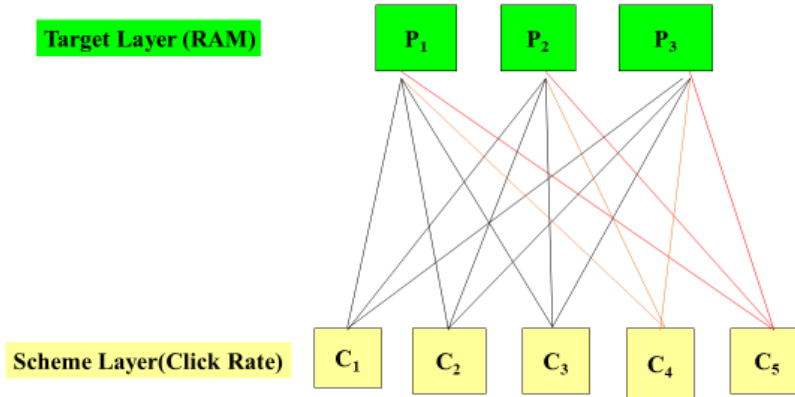 Target Layer (RAM)
P₁
P₂
P₃
Scheme Layer(Click Rate)
C₁
C₂
C₃
C₄
C₅